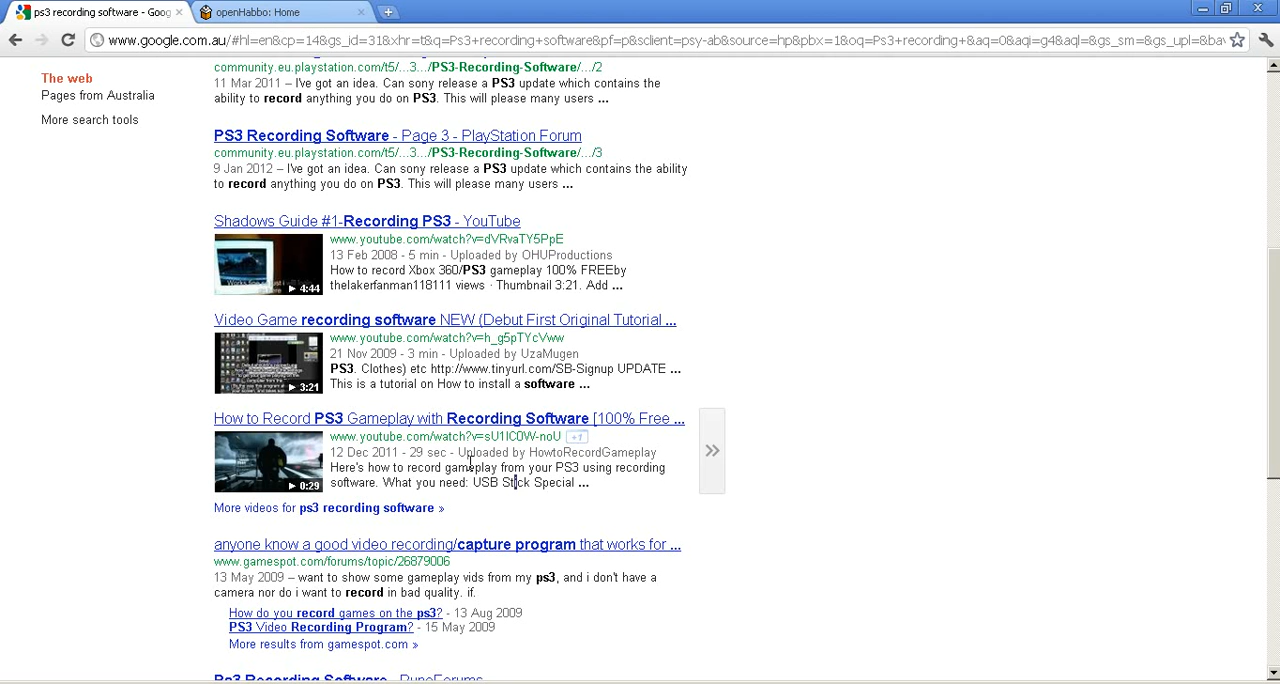 ps3 recording software - Goog
openHabbo: Home
www.google.com.au/#hl=en&cp=14&gs_id=31&xhr=t&q=Ps3+recording+software&pf=p&sclient=psy-ab&source=hp&pbx=1&oq=Ps3+recording+&aq=0&aqi=g4&aql=&gs_sm=&gs_upl=&bav
The web
Pages from Australia
More search tools
community.eu.playstation.com/t5/...3.../PS3-Recording-Software/.../2
11 Mar 2011 – I've got an idea. Can sony release a PS3 update which contains the
ability to record anything you do on PS3. This will please many users ...
PS3 Recording Software - Page 3 - PlayStation Forum
community.eu.playstation.com/t5/...3.../PS3-Recording-Software/.../3
9 Jan 2012 – I've got an idea. Can sony release a PS3 update which contains the ability
to record anything you do on PS3. This will please many users ...
Shadows Guide #1-Recording PS3 - YouTube
www.youtube.com/watch?v=dVRvaTY5PpE
13 Feb 2008 - 5 min - Uploaded by OHUProductions
How to record Xbox 360/PS3 gameplay 100% FREEby
thelakerfanman118111 views · Thumbnail 3:21. Add ...
4:44
Video Game recording software NEW (Debut First Original Tutorial ...
www.youtube.com/watch?v=h_g5pTYcVww
21 Nov 2009 - 3 min - Uploaded by UzaMugen
PS3. Clothes) etc http://www.tinyurl.com/SB-Signup UPDATE ...
This is a tutorial on How to install a software ...
3:21
How to Record PS3 Gameplay with Recording Software [100% Free ...
www.youtube.com/watch?v=sU1IC0W-noU +1
12 Dec 2011 - 29 sec - Uploaded by HowtoRecordGameplay
Here's how to record gameplay from your PS3 using recording
software. What you need: USB Stick Special ...
0:29
More videos for ps3 recording software »
anyone know a good video recording/capture program that works for ...
www.gamespot.com/forums/topic/26879006
13 May 2009 – want to show some gameplay vids from my ps3, and i don't have a
camera nor do i want to record in bad quality. if.
How do you record games on the ps3? - 13 Aug 2009
PS3 Video Recording Program? - 15 May 2009
More results from gamespot.com »
Ps3 Recording Software - RuneForums